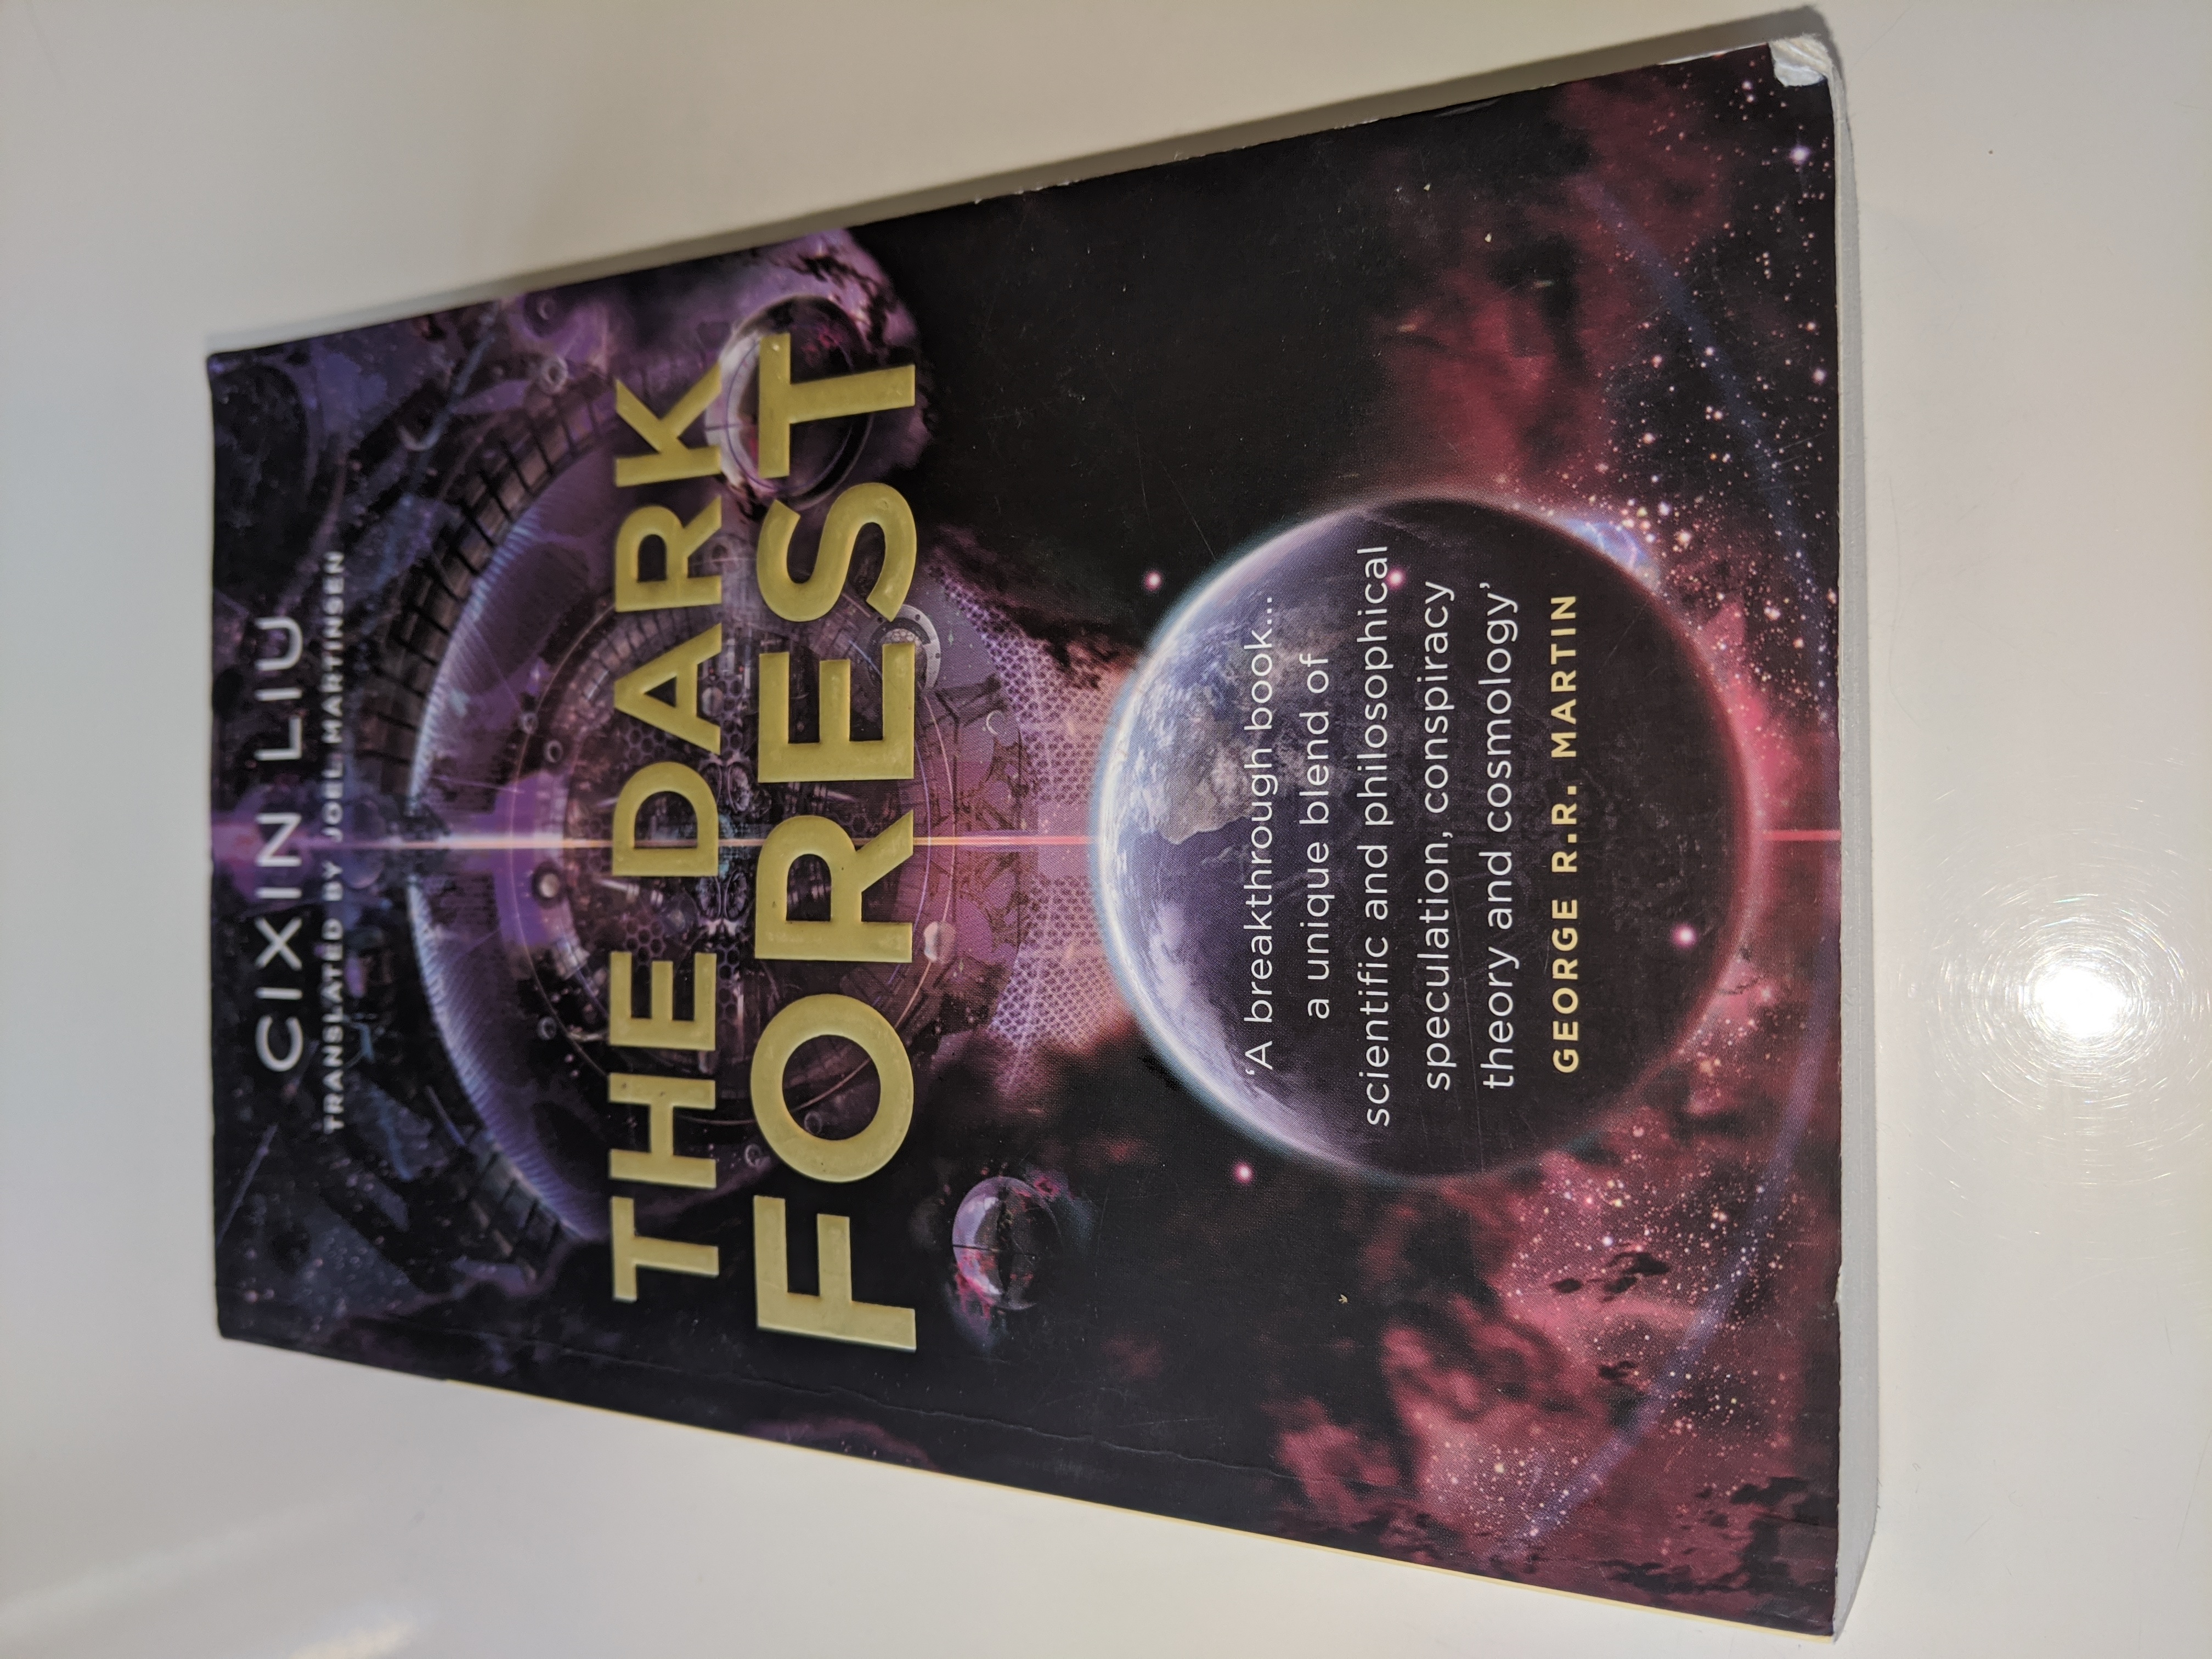 CIXIN LIU
TRANSLATED BY JOEL MARTINSEN
THE DARK
FOREST
‘A breakthrough book...
a unique blend of
scientific and philosophical
speculation, conspiracy
theory and cosmology’
GEORGE R.R. MARTIN